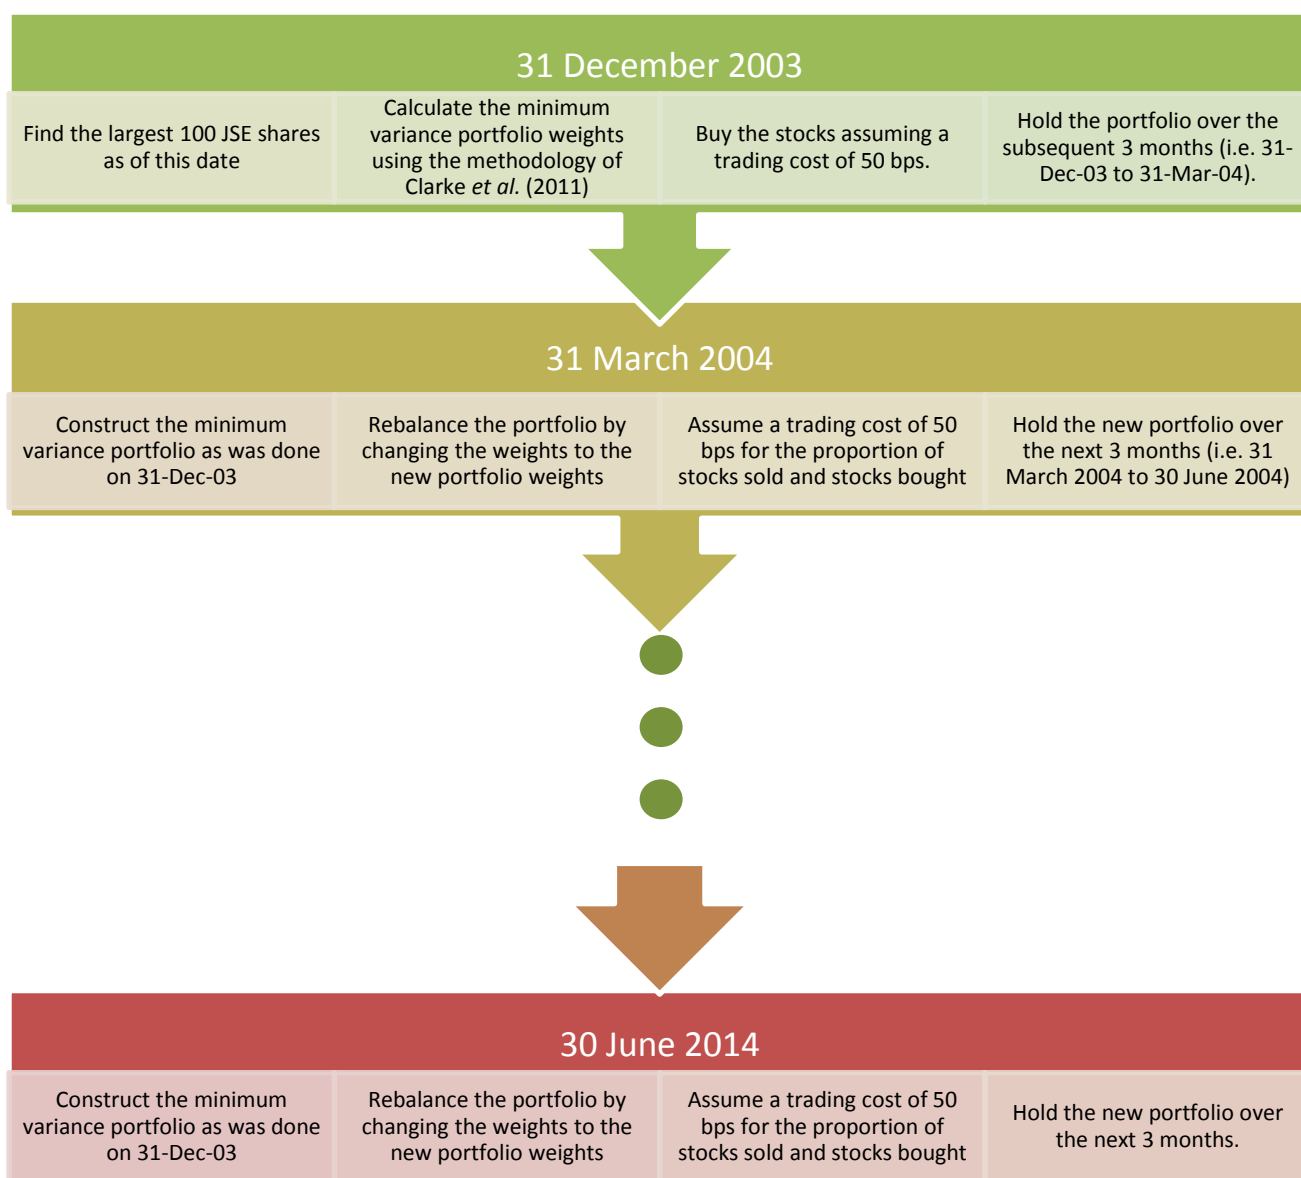 31 December 2003
Find the largest 100 JSE shares
as of this date
Calculate the minimum
variance portfolio weights
using the methodology of
Clarke et al. (2011)
Buy the stocks assuming a
trading cost of 50 bps.
Hold the portfolio over the
subsequent 3 months (i.e. 31-
Dec-03 to 31-Mar-04).
31 March 2004
Construct the minimum
variance portfolio as was done
on 31-Dec-03
Rebalance the portfolio by
changing the weights to the
new portfolio weights
Assume a trading cost of 50
bps for the proportion of
stocks sold and stocks bought
Hold the new portfolio over
the next 3 months (i.e. 31
March 2004 to 30 June 2004)
30 June 2014
Construct the minimum
variance portfolio as was done
on 31-Dec-03
Rebalance the portfolio by
changing the weights to the
new portfolio weights
Assume a trading cost of 50
bps for the proportion of
stocks sold and stocks bought
Hold the new portfolio over
the next 3 months.